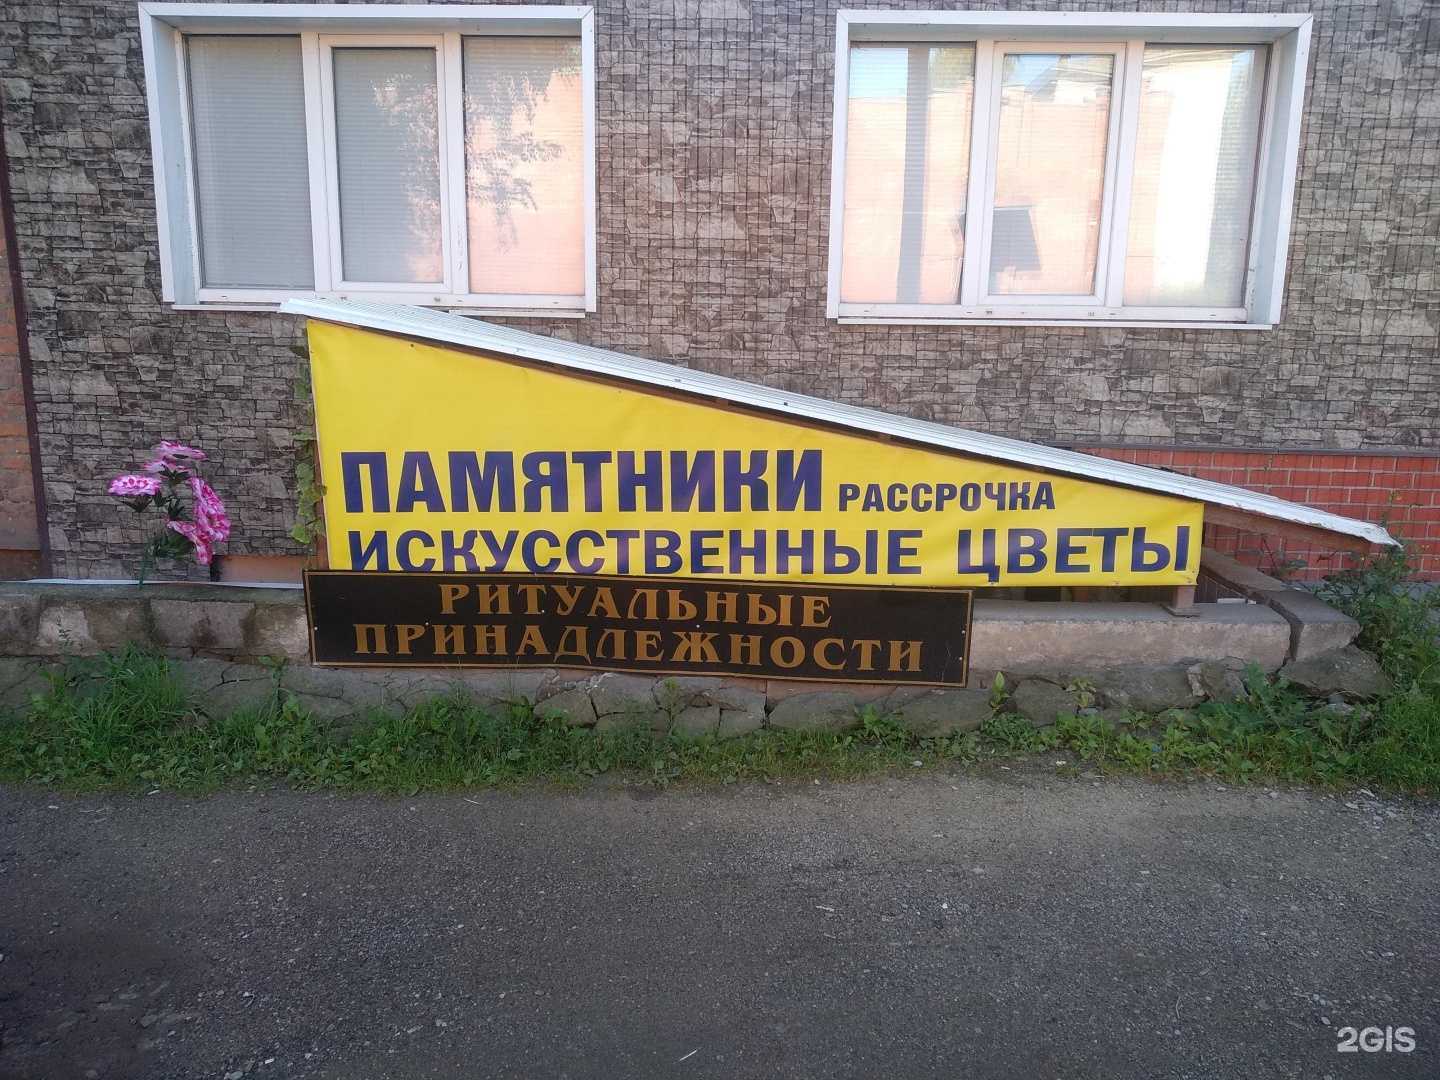 ПАМЯТНИКИ РАССРОЧКА
ИСКУССТВЕННЫЕ ЦВЕТЫ
РИТУАЛЬНЫЕ
ПРИНАДЛЕЖНОСТИ
2GIS